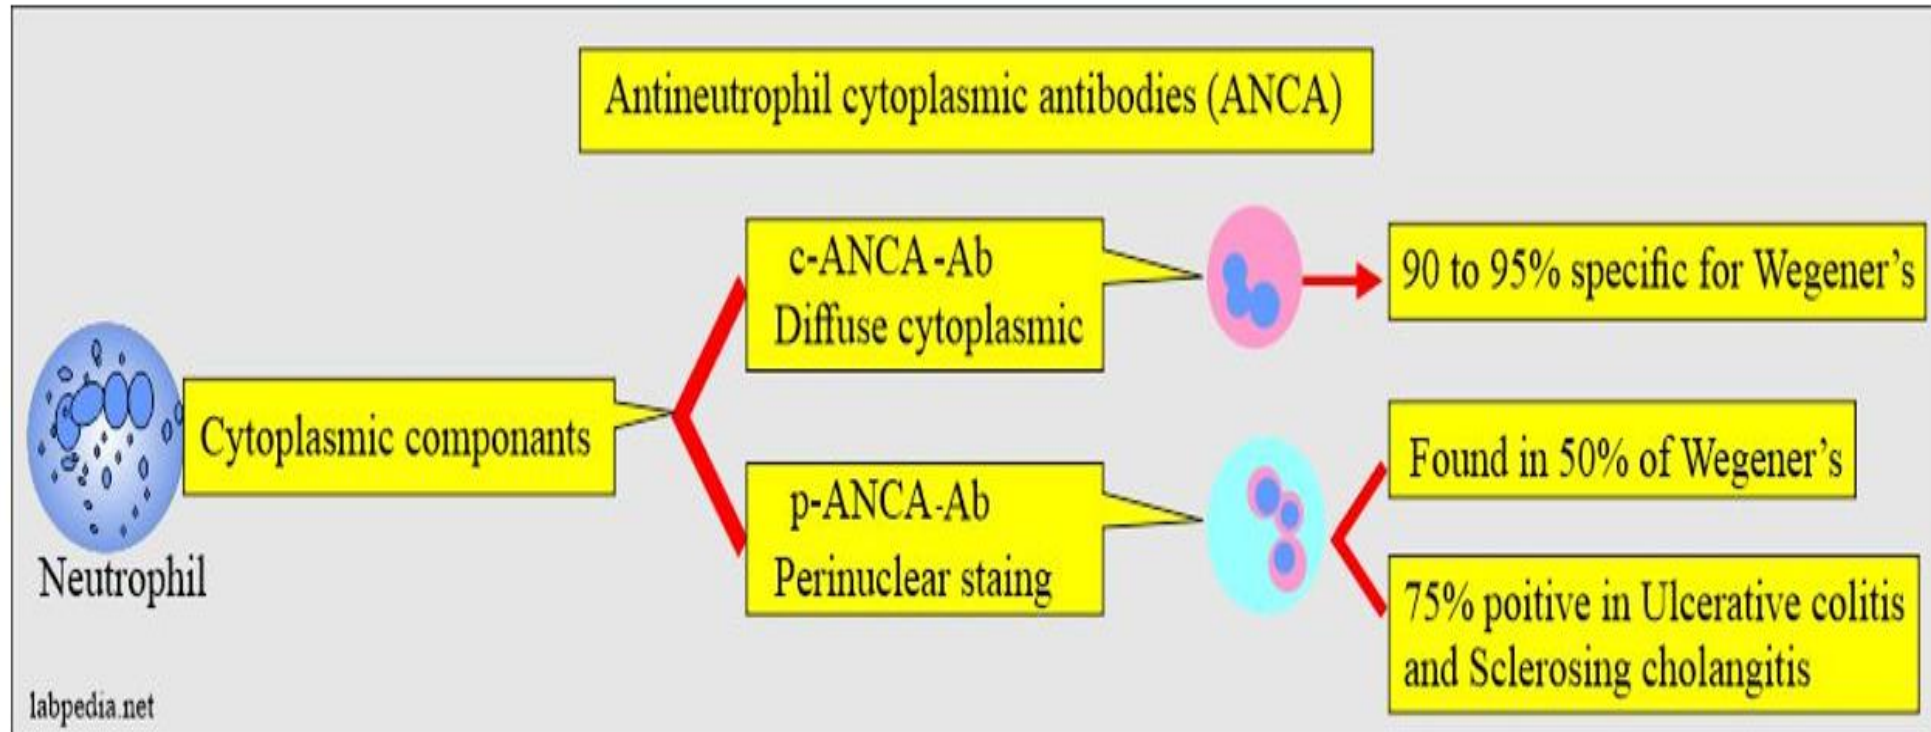 Antineutrophil cytoplasmic antibodies (ANCA)
c-ANCA-Ab
Diffuse cytoplasmic
90 to 95% specific for Wegener's
Cytoplasmic componants
Neutrophil
p-ANCA-Ab
Perinuclear staing
Found in 50% of Wegener's
75% poitive in Ulcerative colitis
and Sclerosing cholangitis
labpedia.net